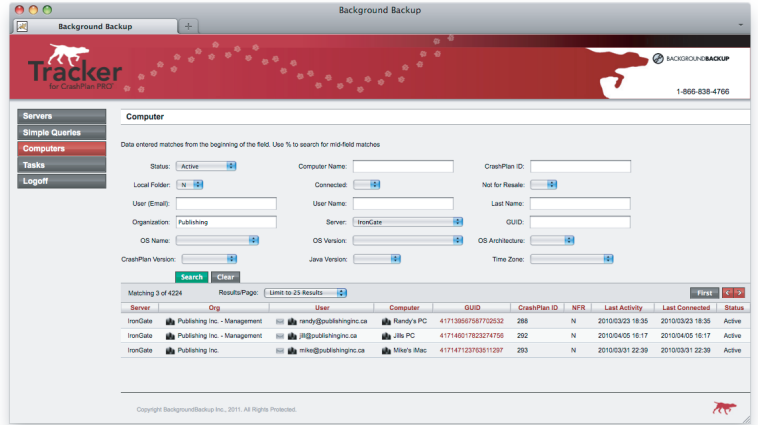 Background Backup
Background Backup
Tracker
for CrashPlan PRO
BACKGROUNDBACKUP
1-866-838-4766
Servers
Simple Queries
Computers
Tasks
Logoff
Computer
Data entered matches from the beginning of the field. Use % to search for mid-field matches
Status: Active Computer Name: CrashPlan ID:
Local Folder: N Connected: Not for Resale:
User (Email): User Name: Last Name:
Organization: Publishing Server: IronGate GUID:
OS Name: OS Version: OS Architecture:
CrashPlan Version: Java Version: Time Zone:
Search Clear
Matching 3 of 4224 Results/Page: Limit to 25 Results First < >
Server Org User Computer GUID CrashPlan ID NFR Last Activity Last Connected Status
IronGate Publishing Inc. - Management randy@publishinginc.ca Randy's PC 417139567587702532 288 N 2010/03/23 18:35 2010/03/23 18:35 Active
IronGate Publishing Inc. - Management jill@publishinginc.ca Jills PC 417146017823274756 292 N 2010/04/05 16:17 2010/04/05 16:17 Active
IronGate Publishing Inc. mike@publishinginc.ca Mike's iMac 417147123763511297 293 N 2010/03/31 22:39 2010/03/31 22:39 Active
Copyright BackgroundBackup Inc., 2011. All Rights Protected.